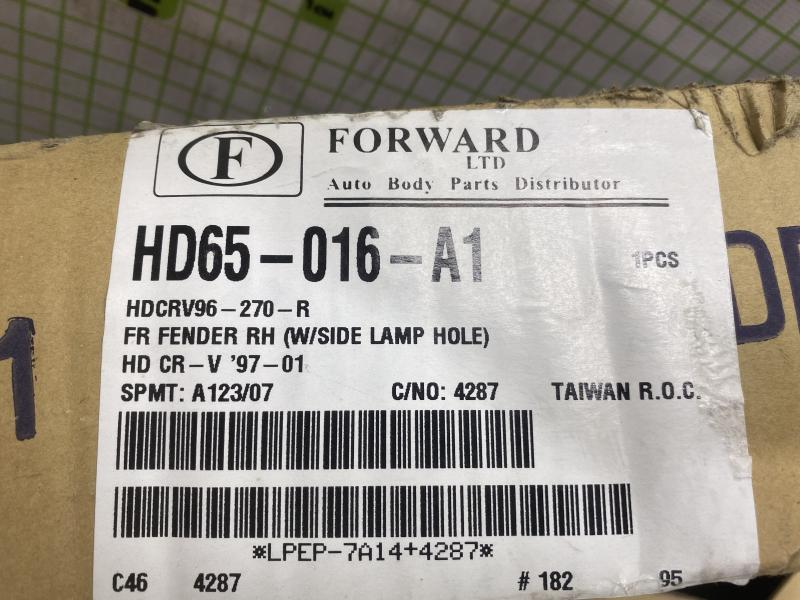 F
FORWARD
LTD
Auto Body Parts Distributor
HD65-016-A1
1PCS
HDCRV96-270-R
FR FENDER RH (W/SIDE LAMP HOLE)
HD CR-V '97-01
SPMT: A123/07 C/NO: 4287 TAIWAN R.O.C.
*LPEP-7A14+4287*
C46 4287 # 182 95
1